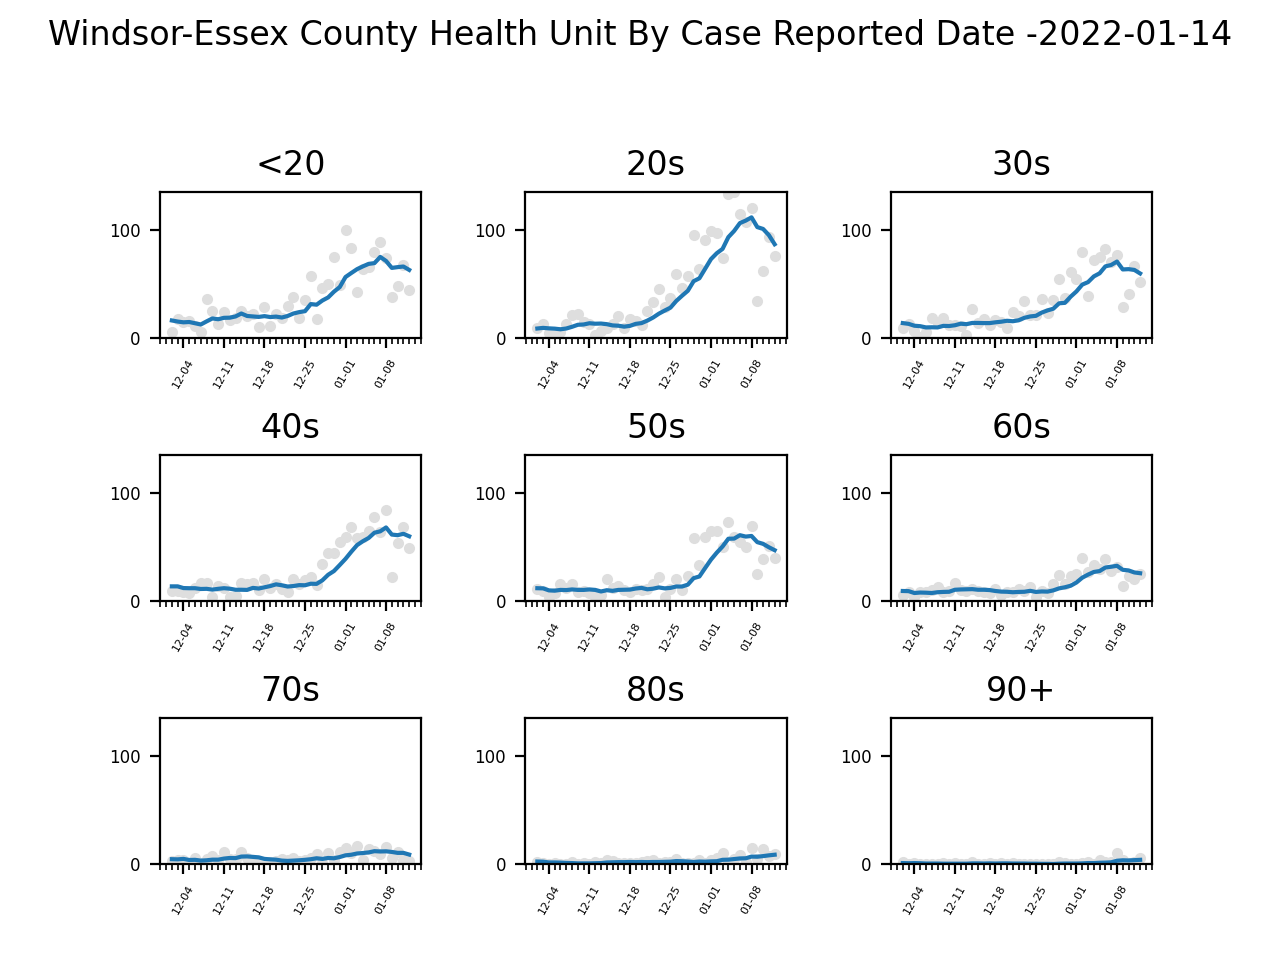 Windsor-Essex County Health Unit By Case Reported Date -2022-01-14
<20 20s 30s
100 100 100
0 0 0
12-04 12-11 12-18 12-25 01-01 01-08 12-04 12-11 12-18 12-25 01-01 01-08 12-04 12-11 12-18 12-25 01-01 01-08
40s 50s 60s
100 100 100
0 0 0
12-04 12-11 12-18 12-25 01-01 01-08 12-04 12-11 12-18 12-25 01-01 01-08 12-04 12-11 12-18 12-25 01-01 01-08
70s 80s 90+
100 100 100
0 0 0
12-04 12-11 12-18 12-25 01-01 01-08 12-04 12-11 12-18 12-25 01-01 01-08 12-04 12-11 12-18 12-25 01-01 01-08